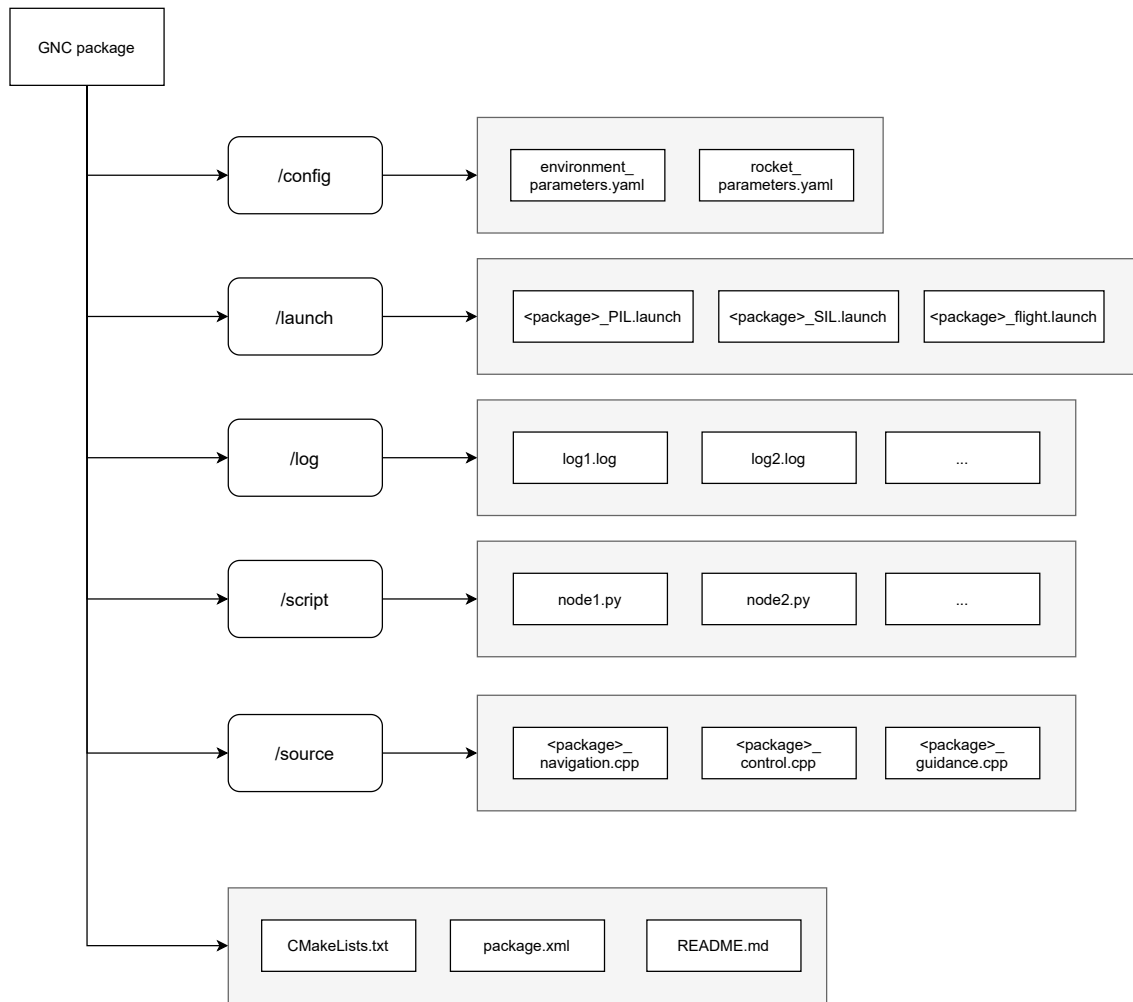 GNC package
/config
environment_
parameters.yaml
rocket_
parameters.yaml
/launch
<package>_PIL.launch
<package>_SIL.launch
<package>_flight.launch
/log
log1.log
log2.log
...
/script
node1.py
node2.py
...
/source
<package>_
navigation.cpp
<package>_
control.cpp
<package>_
guidance.cpp
CMakeLists.txt
package.xml
README.md